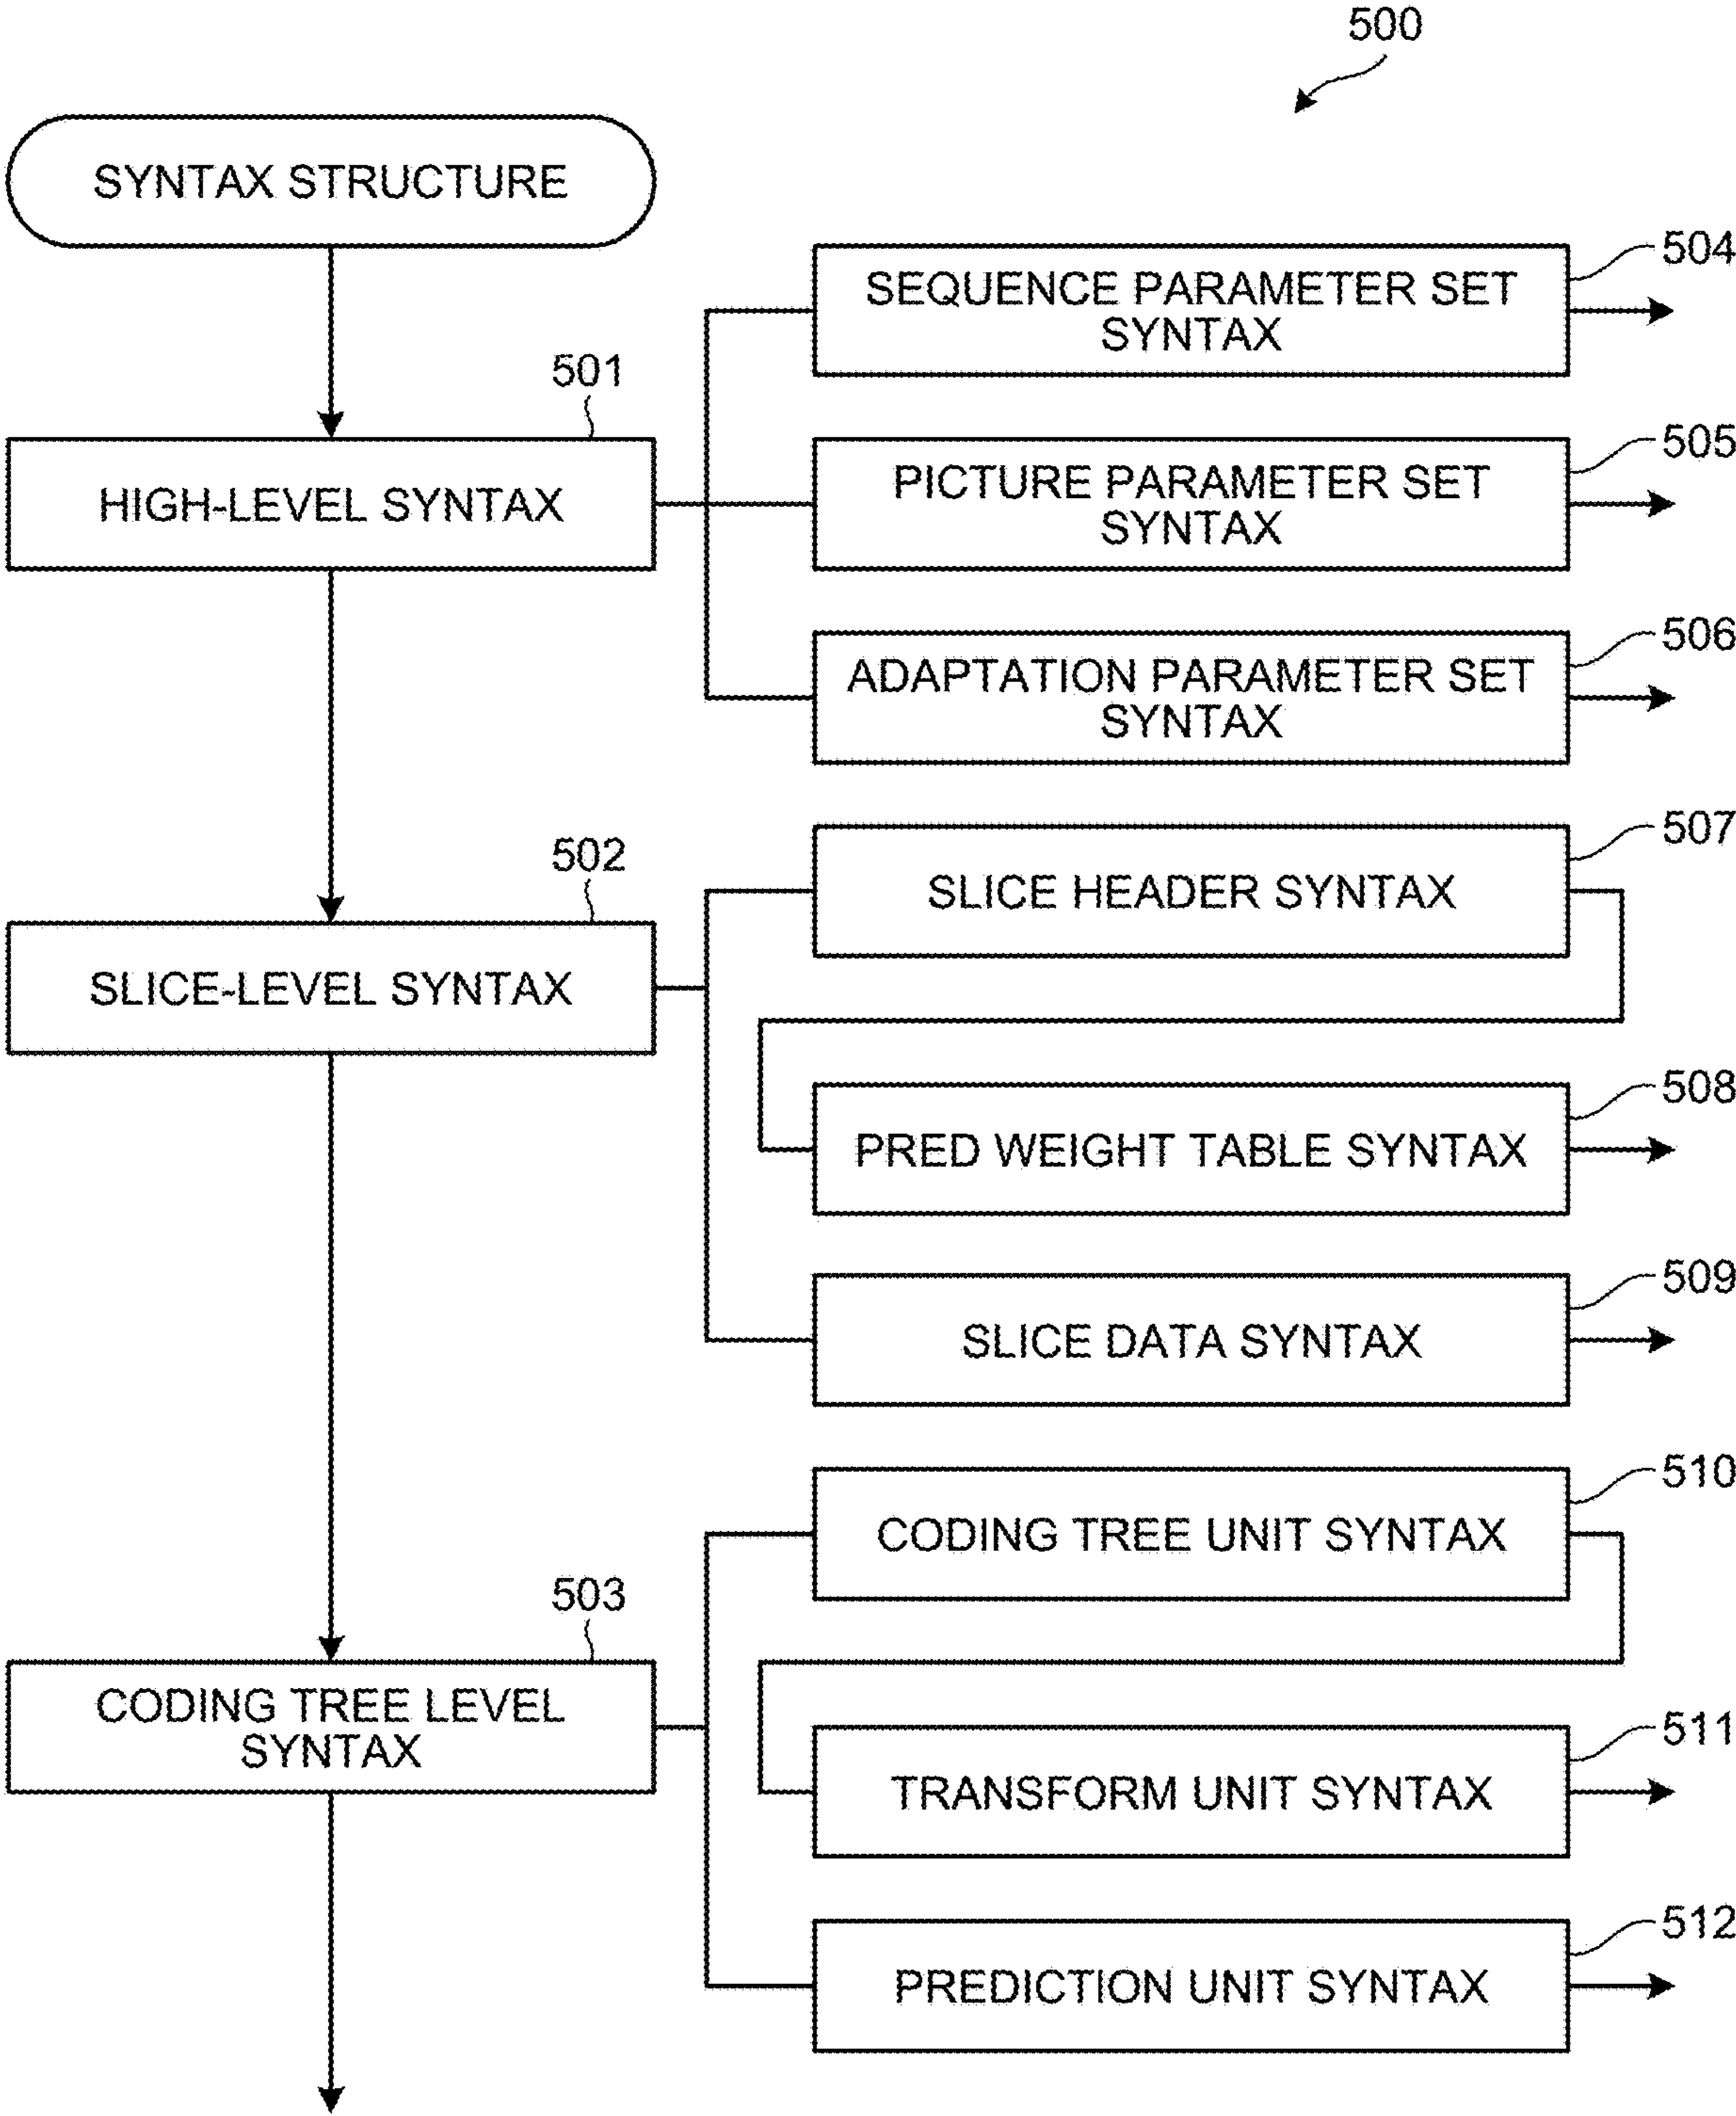 500
SYNTAX STRUCTURE
504
SEQUENCE PARAMETER SET
SYNTAX
501
HIGH-LEVEL SYNTAX
505
PICTURE PARAMETER SET
SYNTAX
506
ADAPTATION PARAMETER SET
SYNTAX
502
SLICE-LEVEL SYNTAX
507
SLICE HEADER SYNTAX
508
PRED WEIGHT TABLE SYNTAX
509
SLICE DATA SYNTAX
503
CODING TREE LEVEL
SYNTAX
510
CODING TREE UNIT SYNTAX
511
TRANSFORM UNIT SYNTAX
512
PREDICTION UNIT SYNTAX